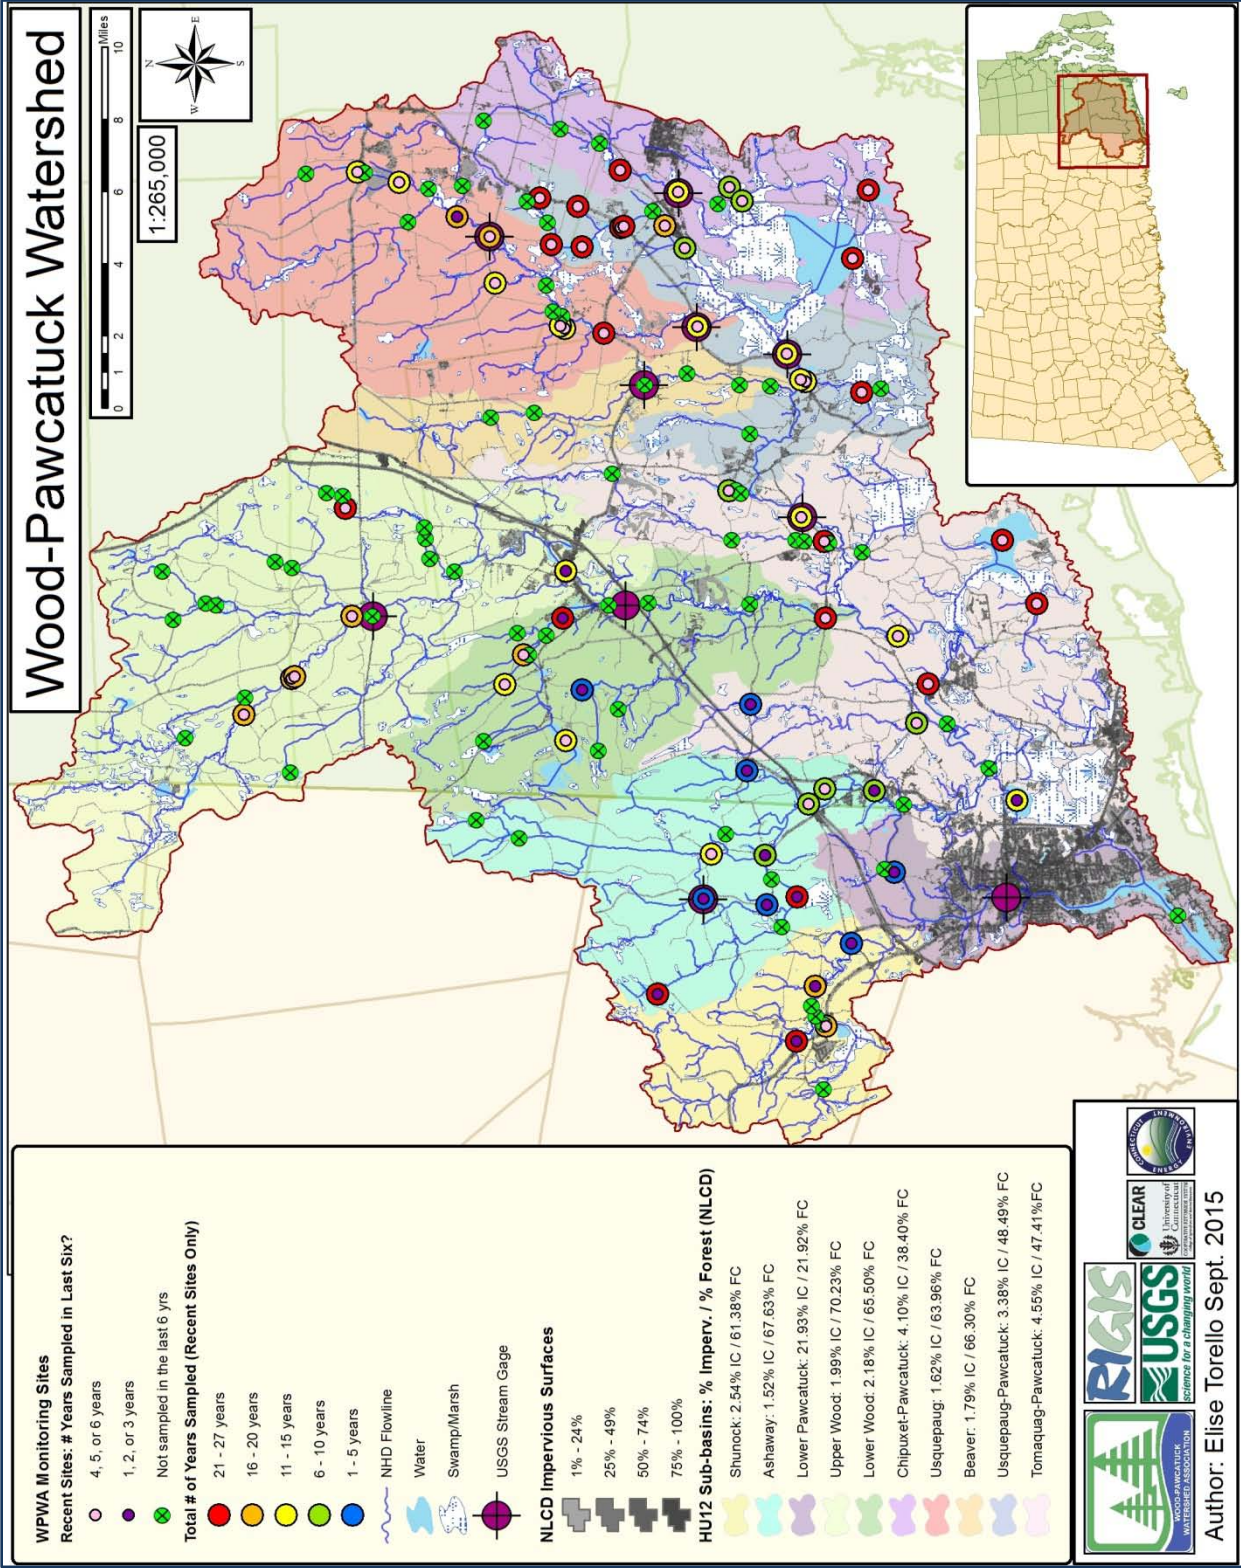 Wood-Pawcatuck Watershed
Miles
0 1 2 4 6 8 10
N
W E
S
1:265,000
WPWA Monitoring Sites
Recent Sites: # Years Sampled in Last Six?
4, 5, or 6 years
1, 2, or 3 years
Not sampled in the last 6 yrs
Total # of Years Sampled (Recent Sites Only)
21 - 27 years
16 - 20 years
11 - 15 years
6 - 10 years
1 - 5 years
NHD Flowline
Water
Swamp/Marsh
USGS Stream Gage
NLCD Impervious Surfaces
1% - 24%
25% - 49%
50% - 74%
75% - 100%
HU12 Sub-basins: % Imperv. / % Forest (NLCD)
Shunock: 2.54% IC / 61.38% FC
Ashaway: 1.52% IC / 67.63% FC
Lower Pawcatuck: 21.93% IC / 21.92% FC
Upper Wood: 1.99% IC / 70.23% FC
Lower Wood: 2.18% IC / 65.50% FC
Chipuxet-Pawcatuck: 4.10% IC / 38.40% FC
Usquepaug: 1.62% IC / 63.96% FC
Beaver: 1.79% IC / 66.30% FC
Usquepaug-Pawcatuck: 3.38% IC / 48.49% FC
Tomaquag-Pawcatuck: 4.55% IC / 47.41%FC
WOOD-PAWCATUCK
WATERSHED ASSOCIATION
RIGIS
USGS
science for a changing world
CLEAR
University of
Connecticut
CONNECTICUT
ENVIRONMENT
Author: Elise Torello Sept. 2015